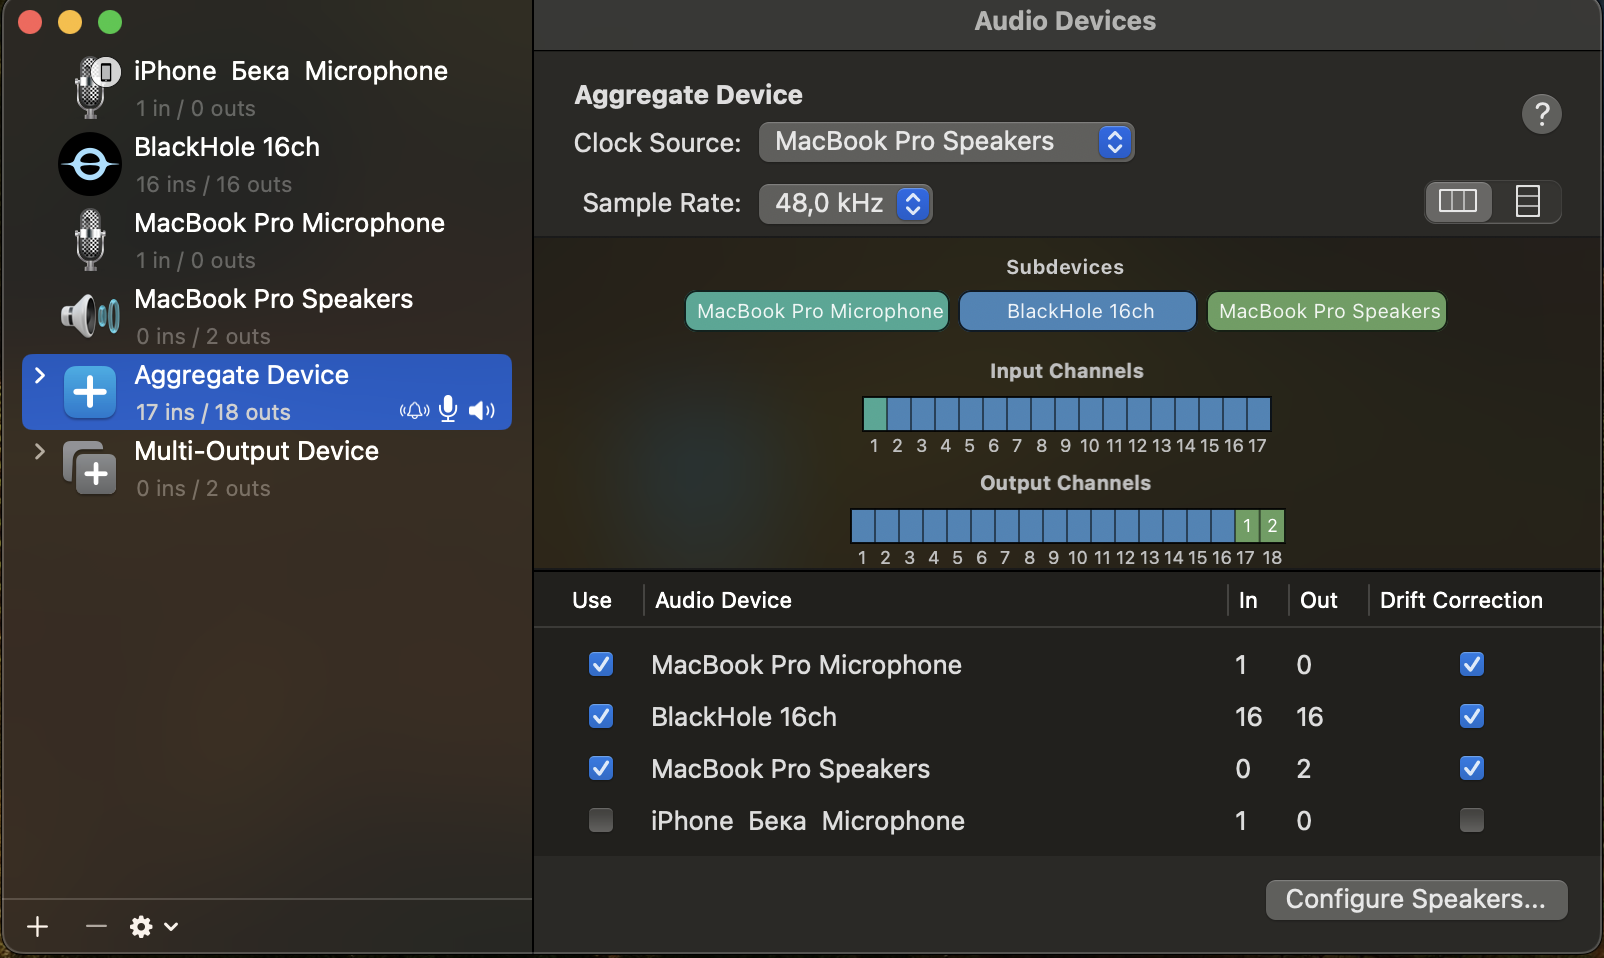 Audio Devices
iPhone Бека Microphone
1 in / 0 outs
BlackHole 16ch
16 ins / 16 outs
MacBook Pro Microphone
1 in / 0 outs
MacBook Pro Speakers
0 ins / 2 outs
Aggregate Device
17 ins / 18 outs
Multi-Output Device
0 ins / 2 outs
Aggregate Device
?
Clock Source: MacBook Pro Speakers
Sample Rate: 48,0 kHz
Subdevices
MacBook Pro Microphone BlackHole 16ch MacBook Pro Speakers
Input Channels
1 2 3 4 5 6 7 8 9 10 11 12 13 14 15 16 17
Output Channels
1 2
1 2 3 4 5 6 7 8 9 10 11 12 13 14 15 16 17 18
Use Audio Device In Out Drift Correction
MacBook Pro Microphone 1 0
BlackHole 16ch 16 16
MacBook Pro Speakers 0 2
iPhone Бека Microphone 1 0
Configure Speakers...